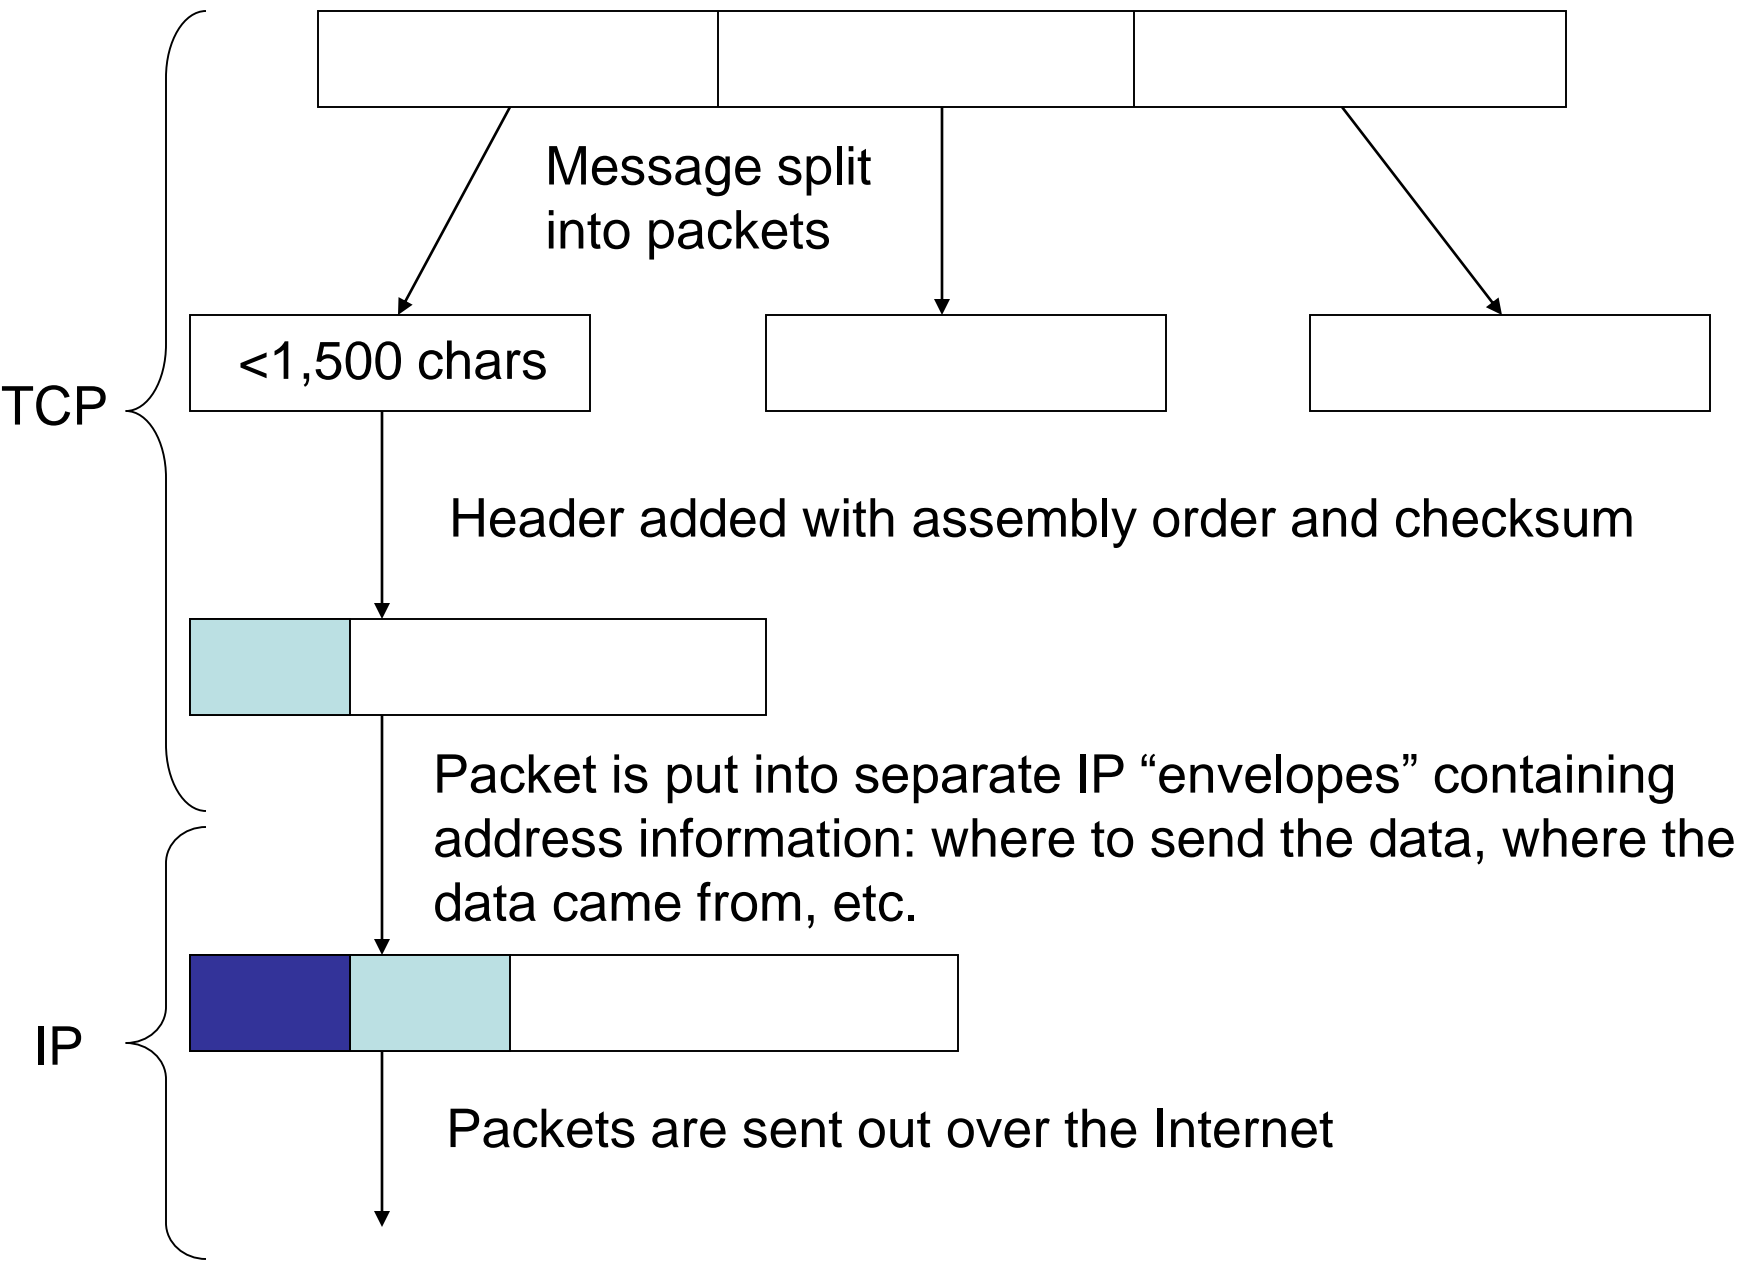 Message split
into packets
<1,500 chars
TCP
Header added with assembly order and checksum
Packet is put into separate IP “envelopes” containing
address information: where to send the data, where the
data came from, etc.
IP
Packets are sent out over the Internet